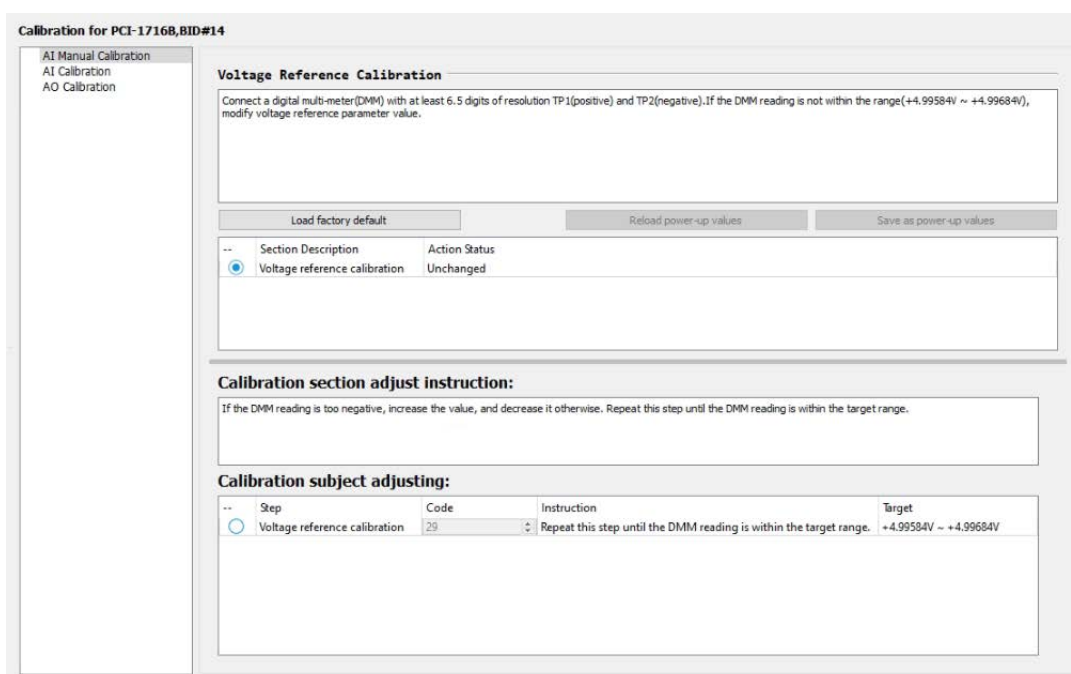 Calibration for PCI-1716B,BID#14
AI Manual Calibration
AI Calibration
AO Calibration
Voltage Reference Calibration
Connect a digital multi-meter(DMM) with at least 6.5 digits of resolution TP1(positive) and TP2(negative).If the DMM reading is not within the range(+4.99584V ~ +4.99684V),
modify voltage reference parameter value.
Load factory default Reload power-up values Save as power-up values
-- Section Description Action Status
Voltage reference calibration Unchanged
Calibration section adjust instruction:
If the DMM reading is too negative, increase the value, and decrease it otherwise. Repeat this step until the DMM reading is within the target range.
Calibration subject adjusting:
-- Step Code Instruction Target
Voltage reference calibration 29 Repeat this step until the DMM reading is within the target range. +4.99584V ~ +4.99684V